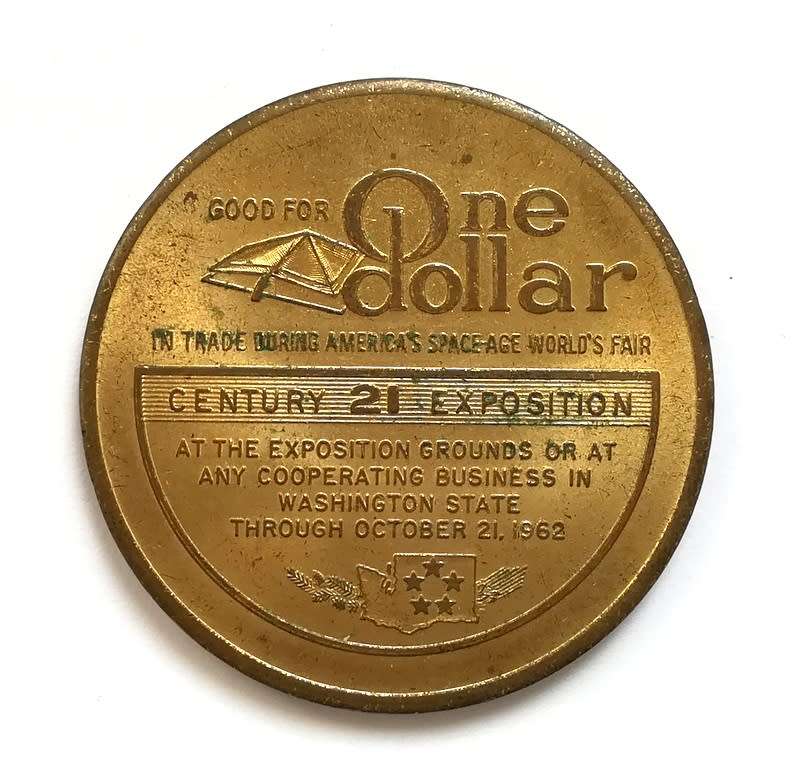 GOOD FOR One
dollar
IN TRADE DURING AMERICA'S SPACE-AGE WORLD'S FAIR
CENTURY 21 EXPOSITION
AT THE EXPOSITION GROUNDS OR AT
ANY COOPERATING BUSINESS IN
WASHINGTON STATE
THROUGH OCTOBER 21, 1962